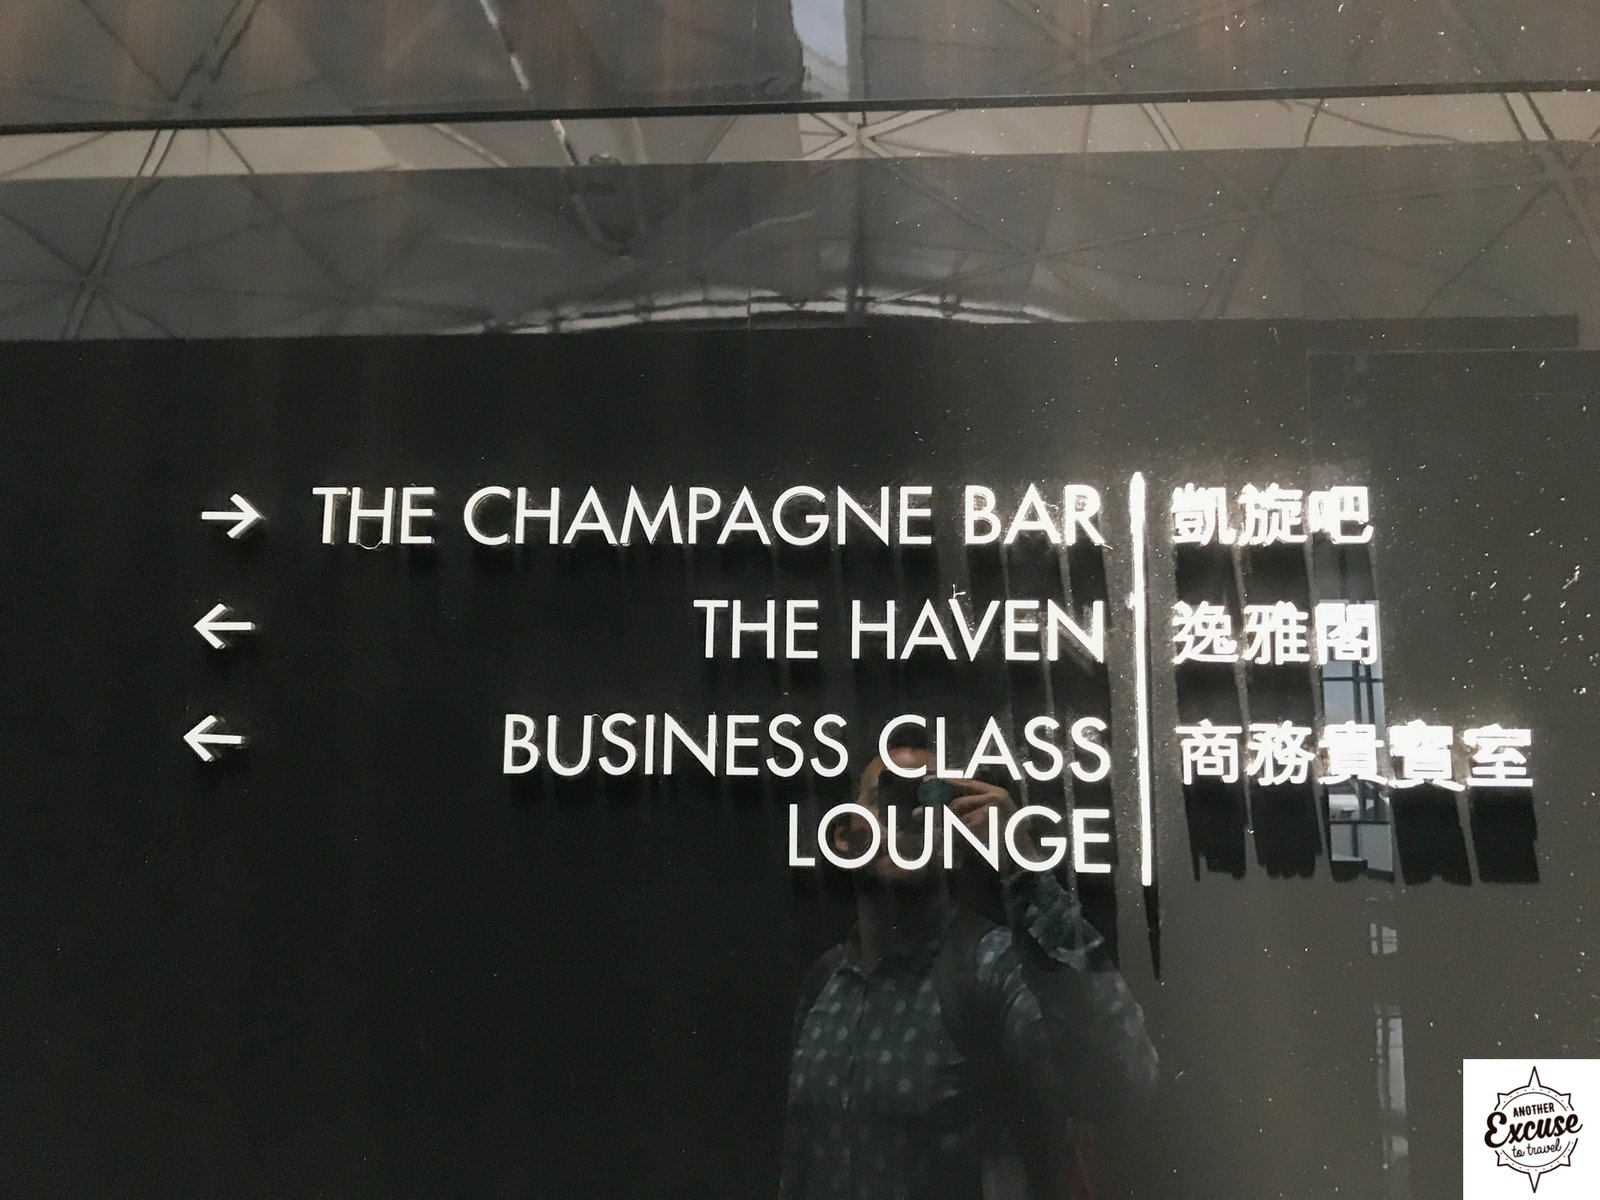 → THE CHAMPAGNE BAR 凱旋吧
← THE HAVEN 逸雅閣
← BUSINESS CLASS 商務貴賓室
LOUNGE
ANOTHER
Excuse
to travel